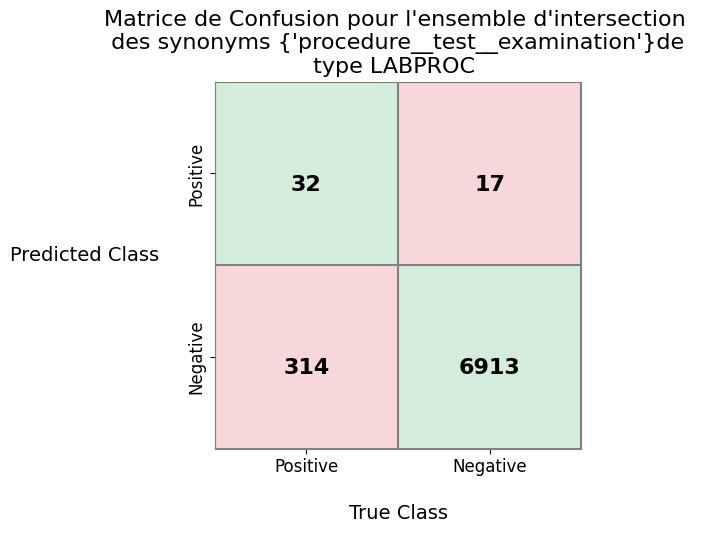 Matrice de Confusion pour l'ensemble d'intersection
des synonyms {'procedure__test__examination'}de
type LABPROC
Positive
32
17
Predicted Class
Negative
314
6913
Positive
Negative
True Class